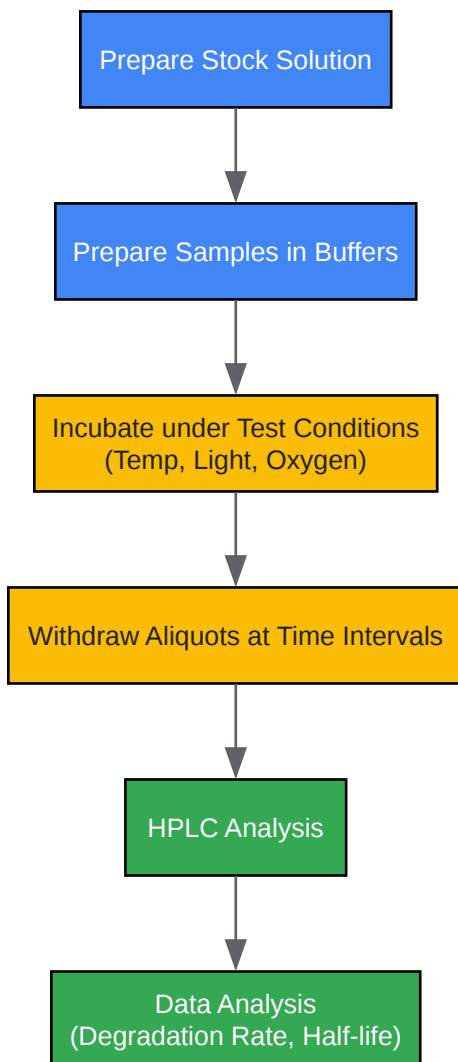 Prepare Stock Solution
Prepare Samples in Buffers
Incubate under Test Conditions
(Temp, Light, Oxygen)
Withdraw Aliquots at Time Intervals
HPLC Analysis
Data Analysis
(Degradation Rate, Half-life)